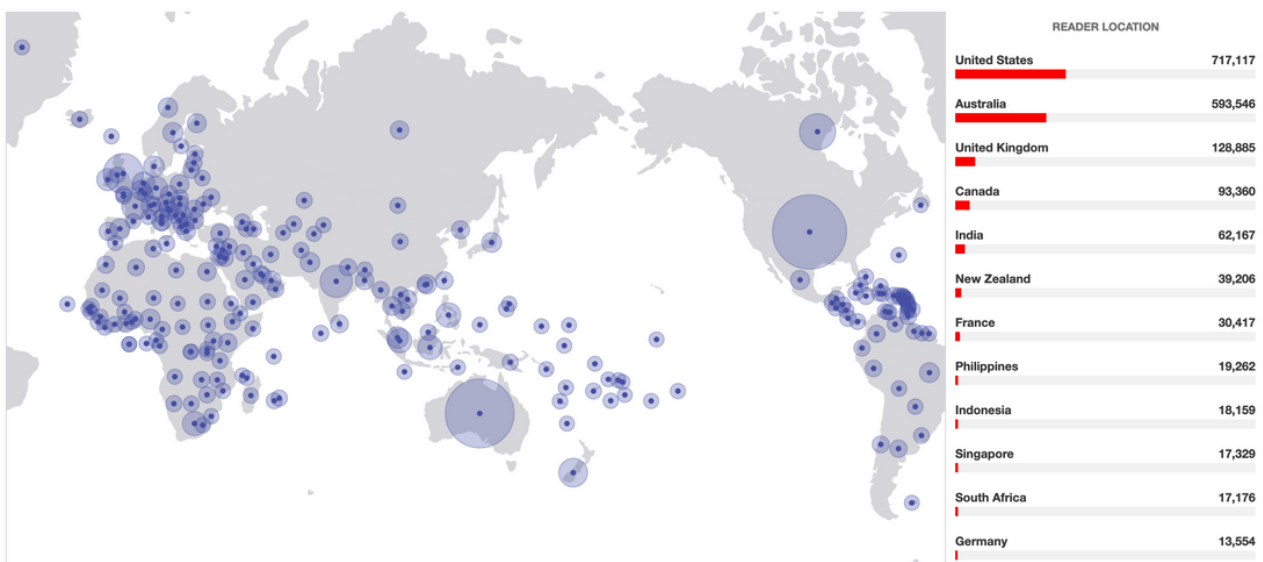 READER LOCATION
United States 717,117
Australia 593,546
United Kingdom 128,885
Canada 93,360
India 62,167
New Zealand 39,206
France 30,417
Philippines 19,262
Indonesia 18,159
Singapore 17,329
South Africa 17,176
Germany 13,554